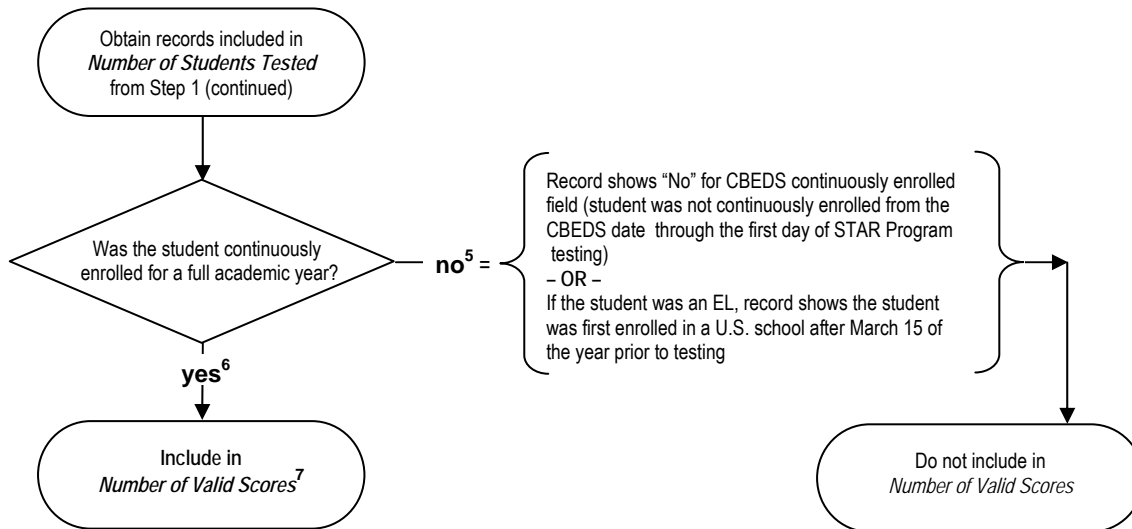 Obtain records included in
Number of Students Tested
from Step 1 (continued)
Was the student continuously
enrolled for a full academic year?
no5 =
Record shows “No” for CBEDS continuously enrolled
field (student was not continuously enrolled from the
CBEDS date through the first day of STAR Program
testing)
– OR –
If the student was an EL, record shows the student
was first enrolled in a U.S. school after March 15 of
the year prior to testing
yes6
Include in
Number of Valid Scores7
Do not include in
Number of Valid Scores